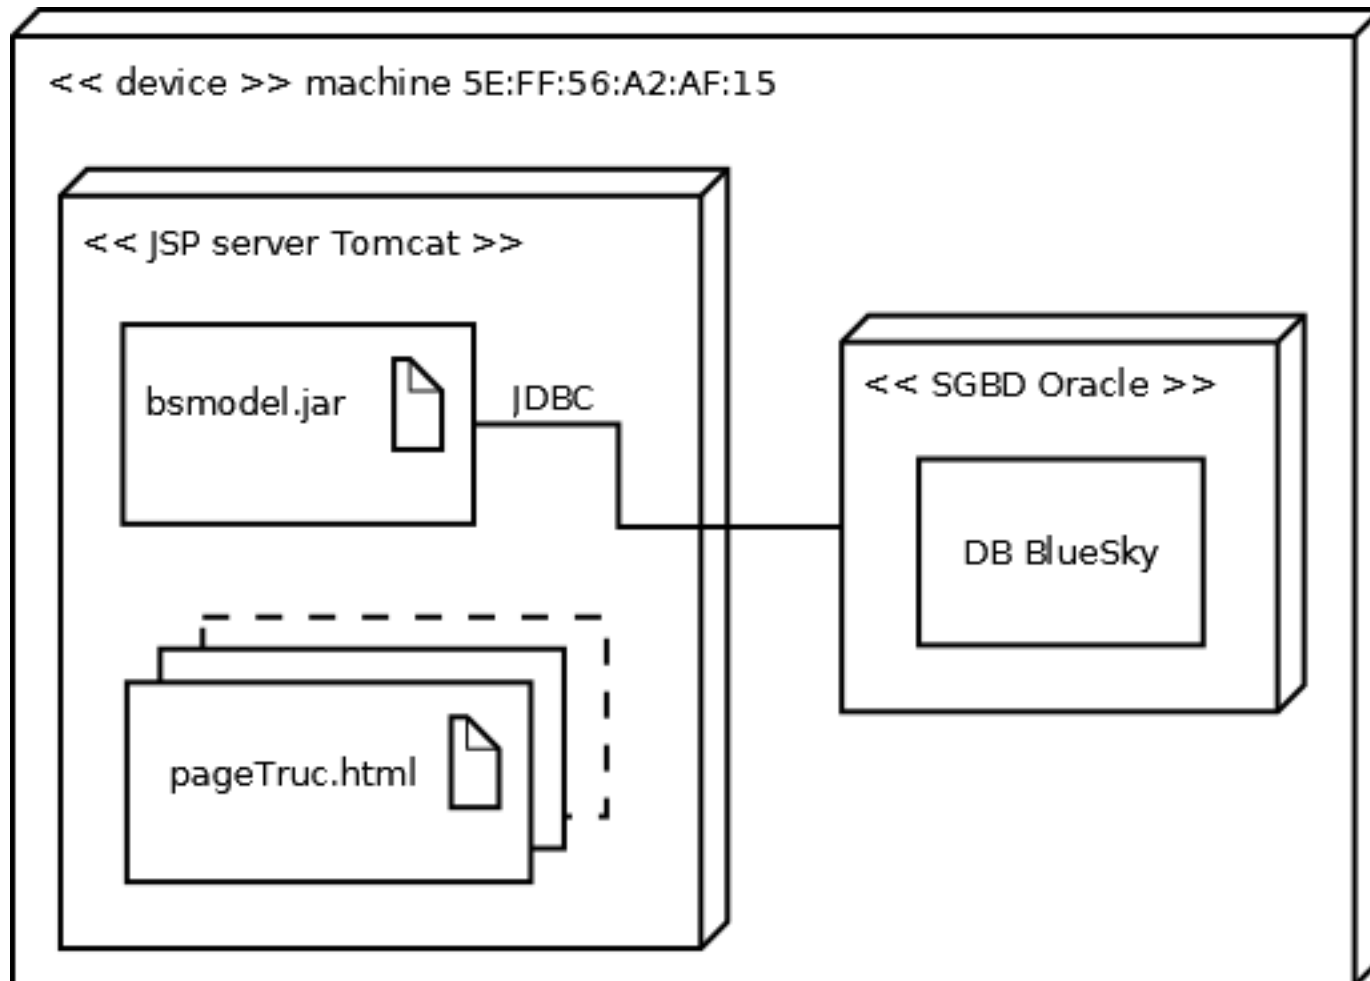 << device >> machine 5E:FF:56:A2:AF:15
<< JSP server Tomcat >>
bsmodel.jar
JDBC
<< SGBD Oracle >>
DB BlueSky
pageTruc.html